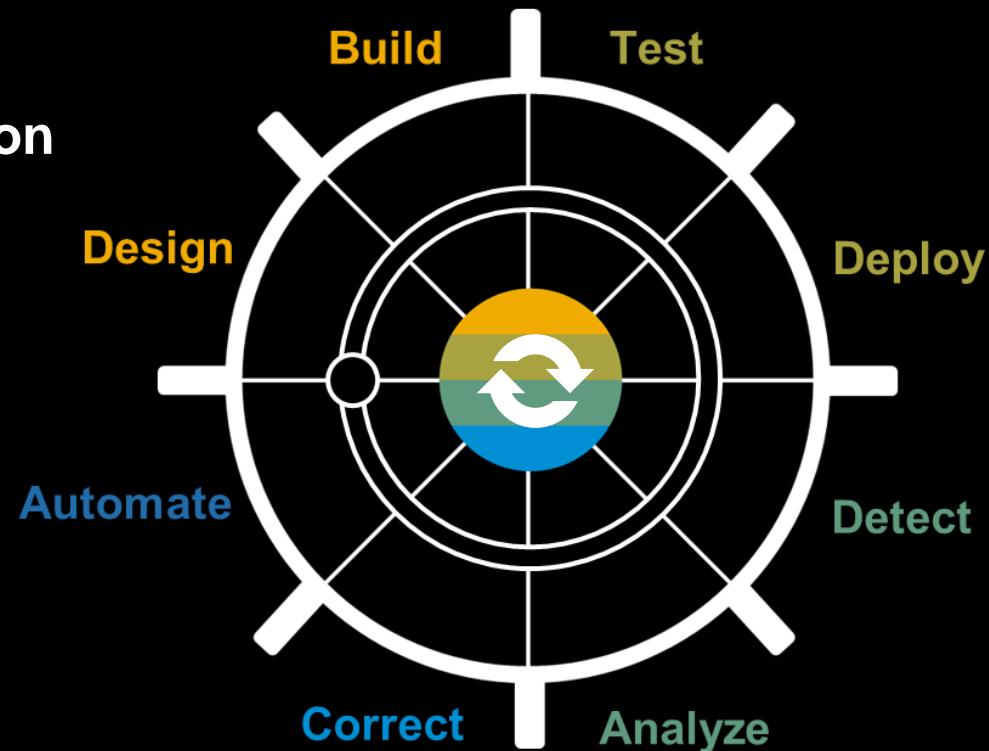 Build
Test
on
Design
Deploy
Automate
Detect
Correct
Analyze